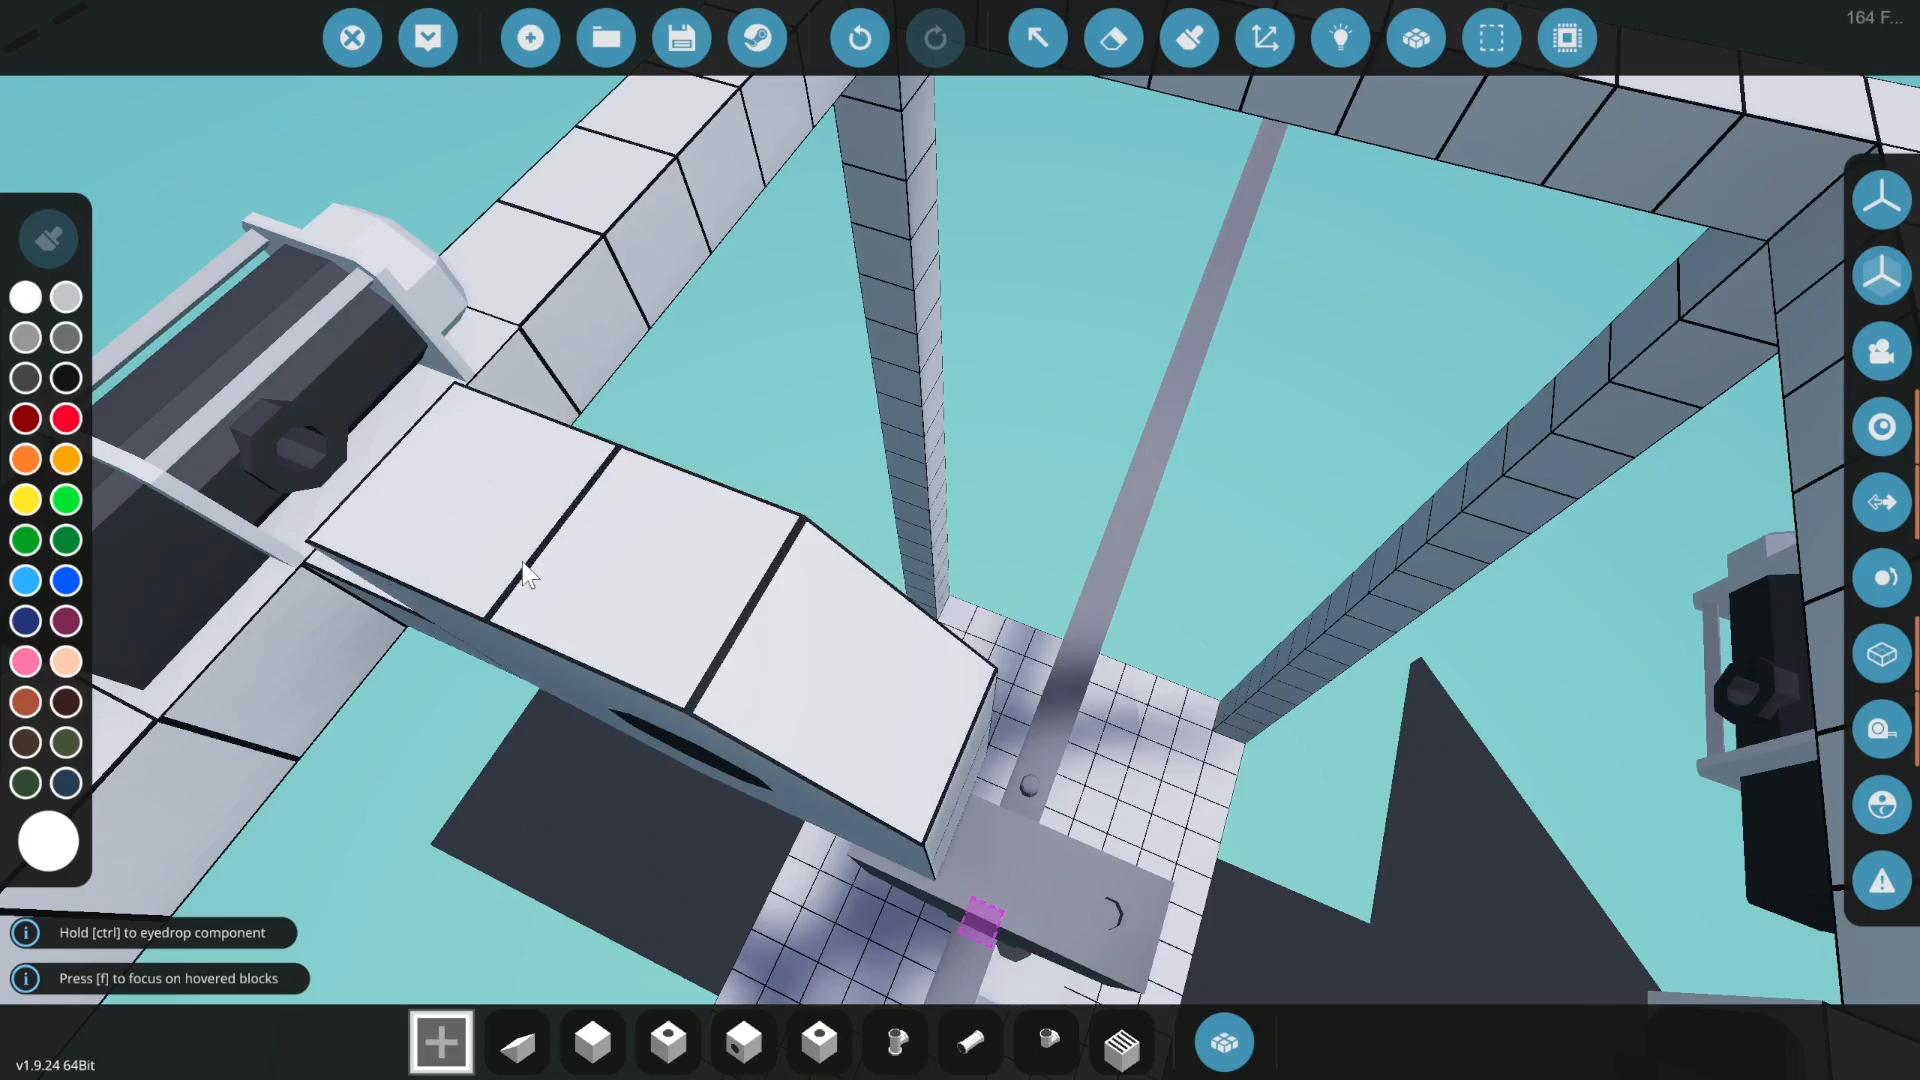 164 F...
Hold [ctrl] to eyedrop component
Press [f] to focus on hovered blocks
v1.9.24 64Bit